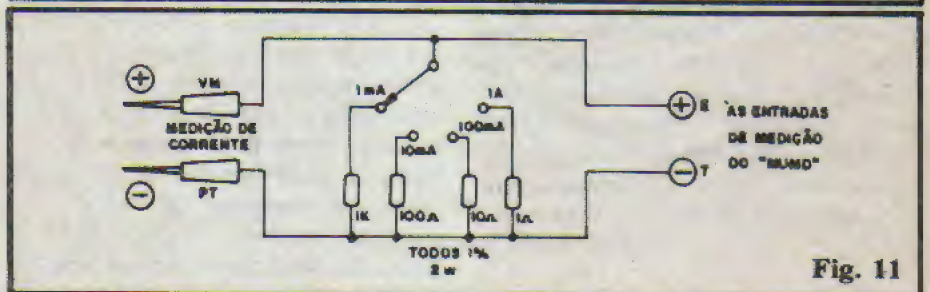 + VM
MEDIÇÃO DE
CORRENTE
- PT
1mA
10mA
100mA
1A
1K
100Ω
10Ω
1Ω
TODOS 1%
2 W
+ E
- T
ÀS ENTRADAS
DE MEDIÇÃO
DO "MUMD"
Fig. 11